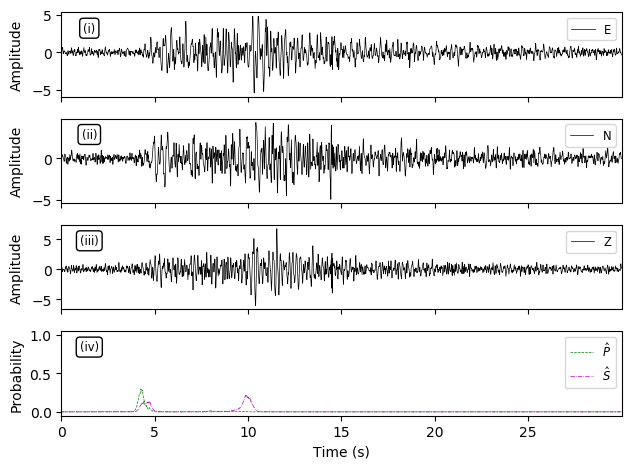 5
0
−5
Amplitude
(i)
E
0
−5
Amplitude
(ii)
N
5
0
−5
Amplitude
(iii)
Z
1.0
0.5
0.0
Probability
(iv)
P̂
Ŝ
0 5 10 15 20 25
Time (s)